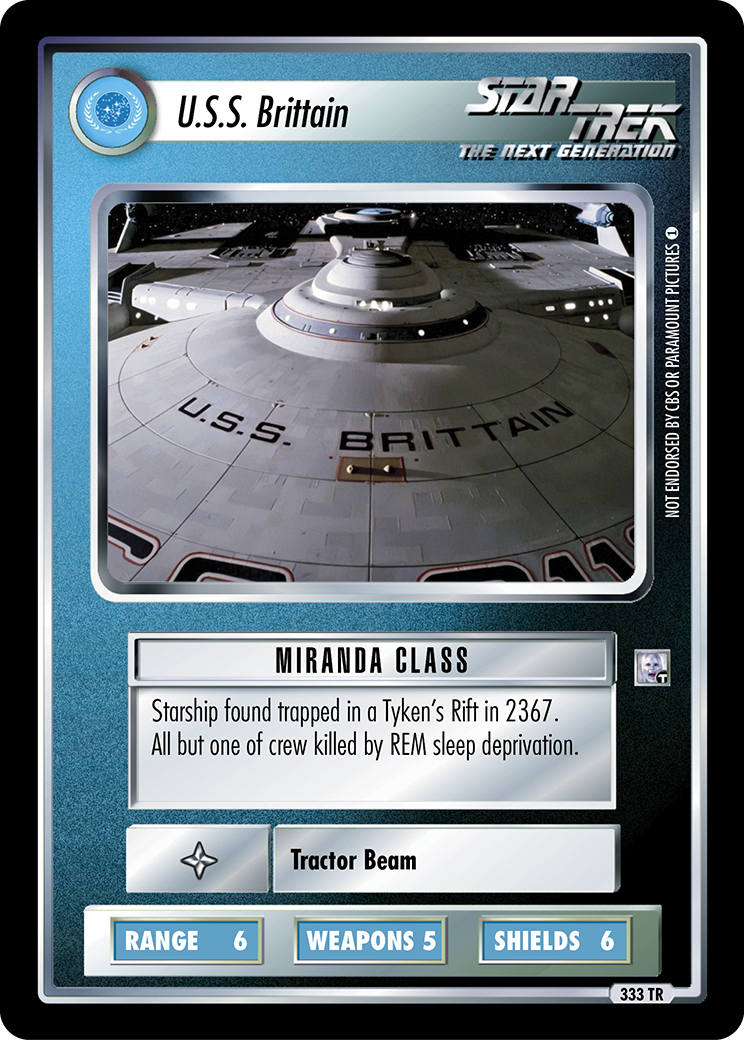 U.S.S. Brittain
STAR TREK
THE NEXT GENERATION
U.S.S. BRITTAIN
NOT ENDORSED BY CBS OR PARAMOUNT PICTURES 1
MIRANDA CLASS
T
Starship found trapped in a Tyken's Rift in 2367.
All but one of crew killed by REM sleep deprivation.
Tractor Beam
RANGE 6
WEAPONS 5
SHIELDS 6
333 TR